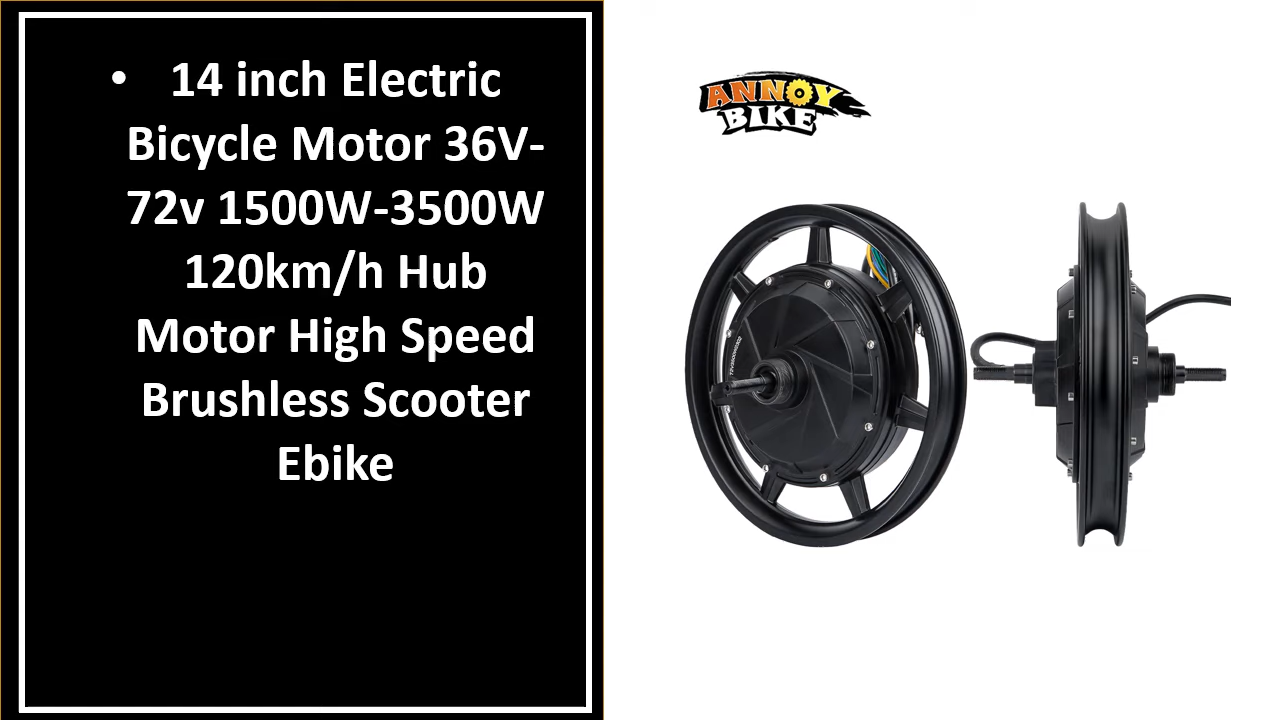 • 14 inch Electric
Bicycle Motor 36V-
72v 1500W-3500W
120km/h Hub
Motor High Speed
Brushless Scooter
Ebike
ANNOY
BIKE